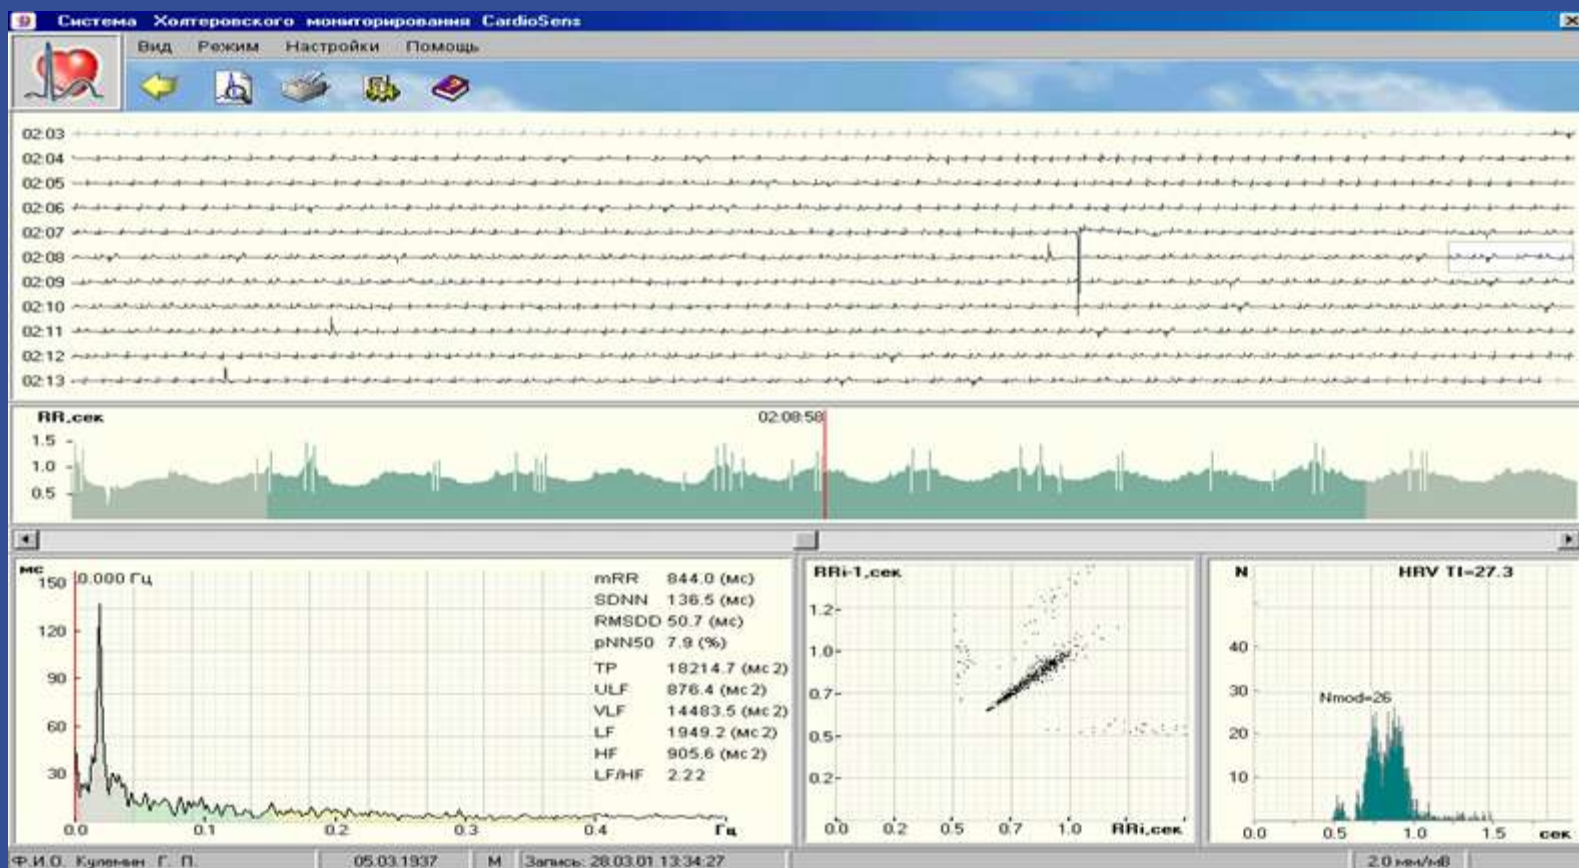 Система Холтеровского мониторирования CardioSens
Вид Режим Настройки Помощь
02:03
02:04
02:05
02:06
02:07
02:08
02:09
02:10
02:11
02:12
02:13
RR,сек 02:08:58
1.5
1.0
0.5
мс
150 0.000 Гц
120
90
60
30
0.0 0.1 0.2 0.3 0.4 Гц
mRR 844.0 (мс)
SDNN 136.5 (мс)
RMSDD 50.7 (мс)
pNN50 7.9 (%)
TP 18214.7 (мс2)
ULF 876.4 (мс2)
VLF 14483.5 (мс2)
LF 1949.2 (мс2)
HF 905.6 (мс2)
LF/HF 2.22
RRi-1,сек
1.2
1.0
0.7
0.5
0.2
0.0 0.2 0.5 0.7 1.0 RRi,сек
N HRV TI=27.3
40
30 Nmod=26
20
10
0.0 0.5 1.0 1.5 сек
Ф.И.О. Кулемин Г. П. 05.03.1937 М Запись: 28.03.01 13:34:27 2.0 мм/мВ